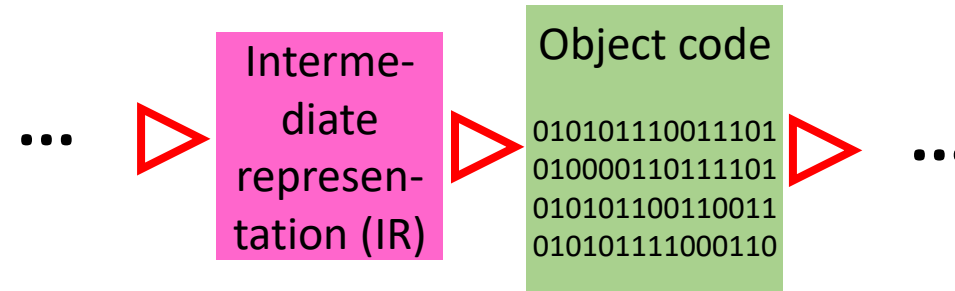 ...
Interme-
diate
represen-
tation (IR)
Object code
010101110011101
010000110111101
010101100110011
010101111000110
...